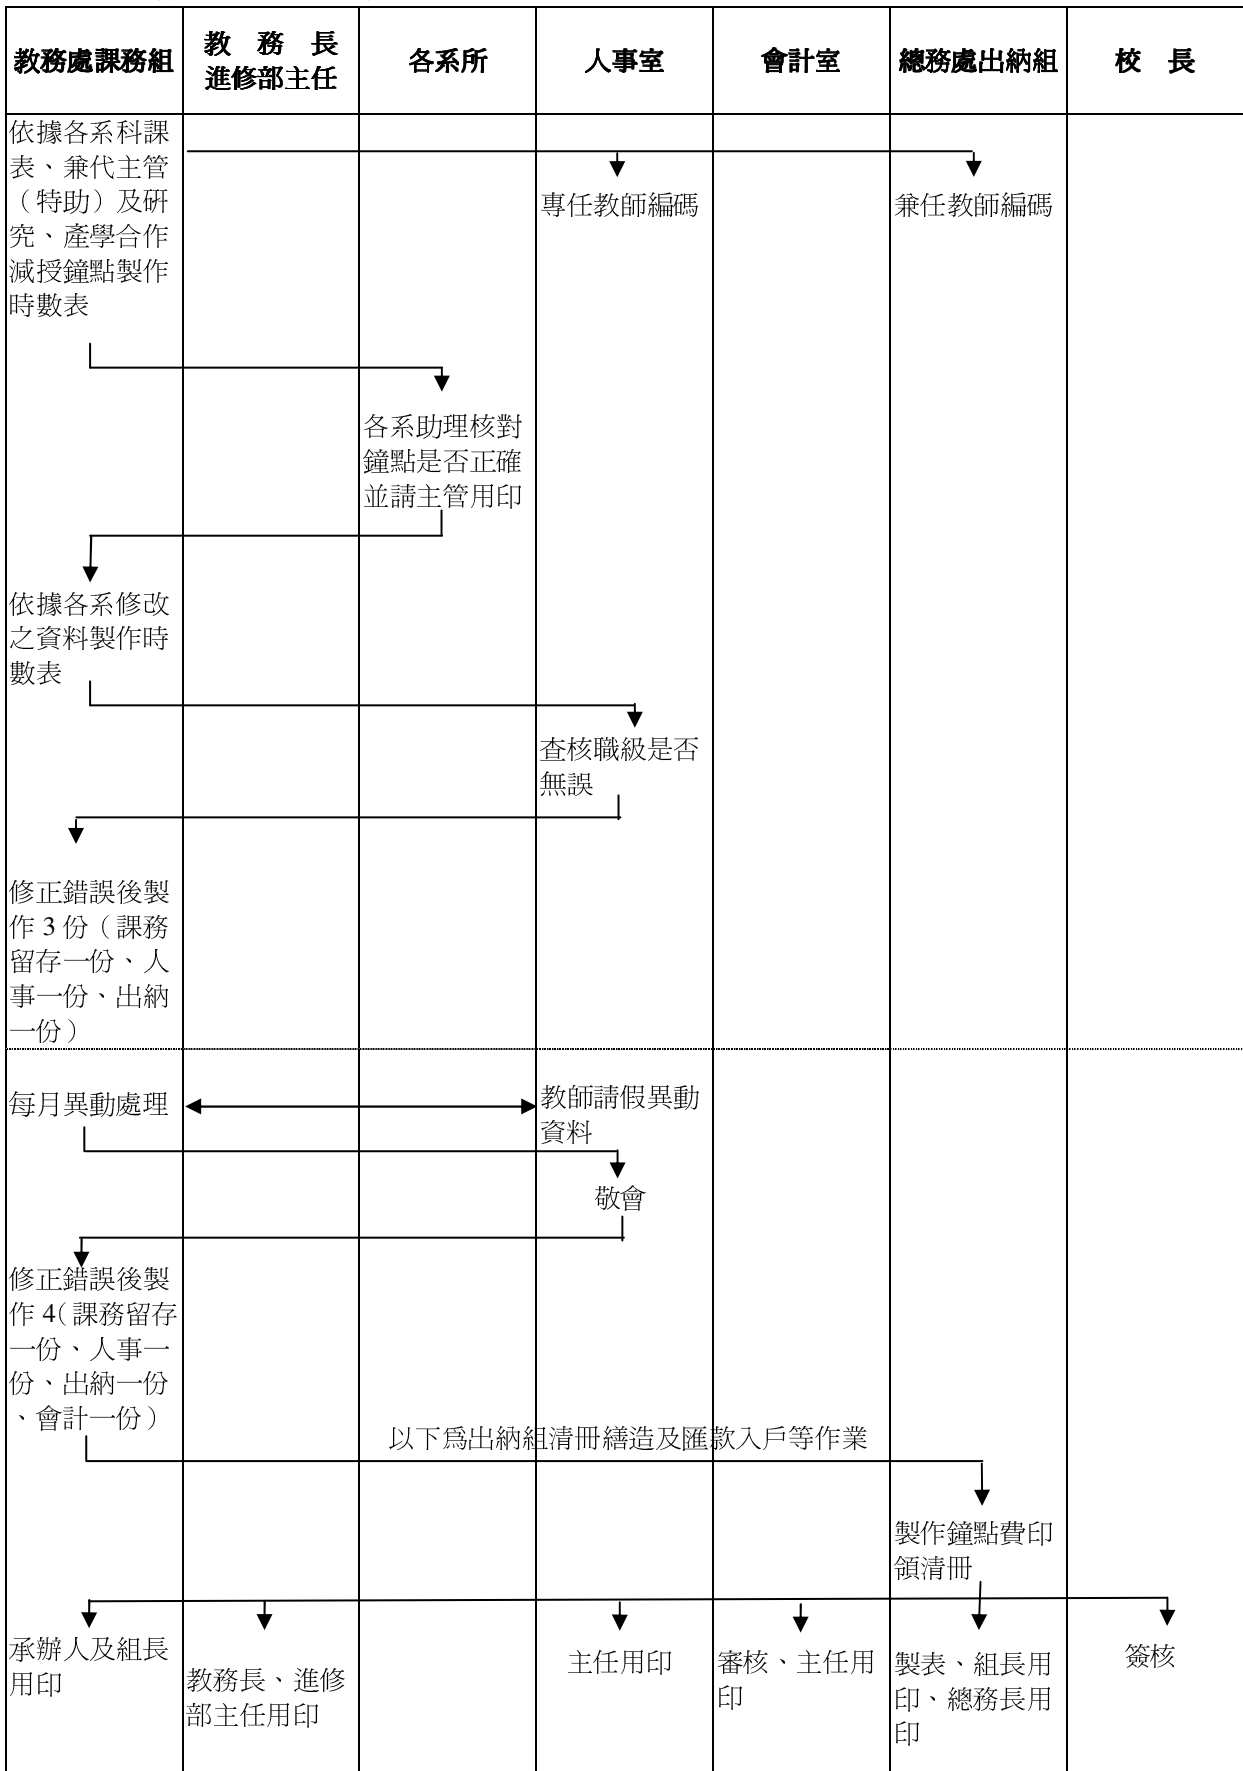 教務處課務組
教　務　長
進修部主任
各系所
人事室
會計室
總務處出納組
校　長
依據各系科課
表、兼代主管
（特助）及研
究、產學合作
減授鐘點製作
時數表
專任教師編碼
兼任教師編碼
各系助理核對
鐘點是否正確
並請主管用印
依據各系修改
之資料製作時
數表
查核職級是否
無誤
修正錯誤後製
作 3 份（課務
留存一份、人
事一份、出納
一份）
每月異動處理
教師請假異動
資料
敬會
修正錯誤後製
作 4（課務留存
一份、人事一
份、出納一份
、會計一份）
以下為出納組清冊繕造及匯款入戶等作業
製作鐘點費印
領清冊
承辦人及組長
用印
教務長、進修
部主任用印
主任用印
審核、主任用
印
製表、組長用
印、總務長用
印
簽核